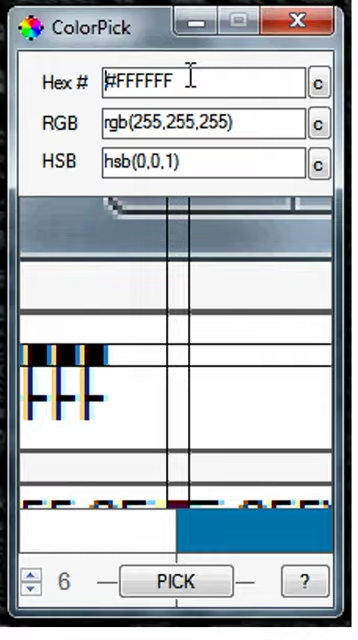 ColorPick
Hex # #FFFFFF c
RGB rgb(255,255,255) c
HSB hsb(0,0,1) c
6 PICK ?